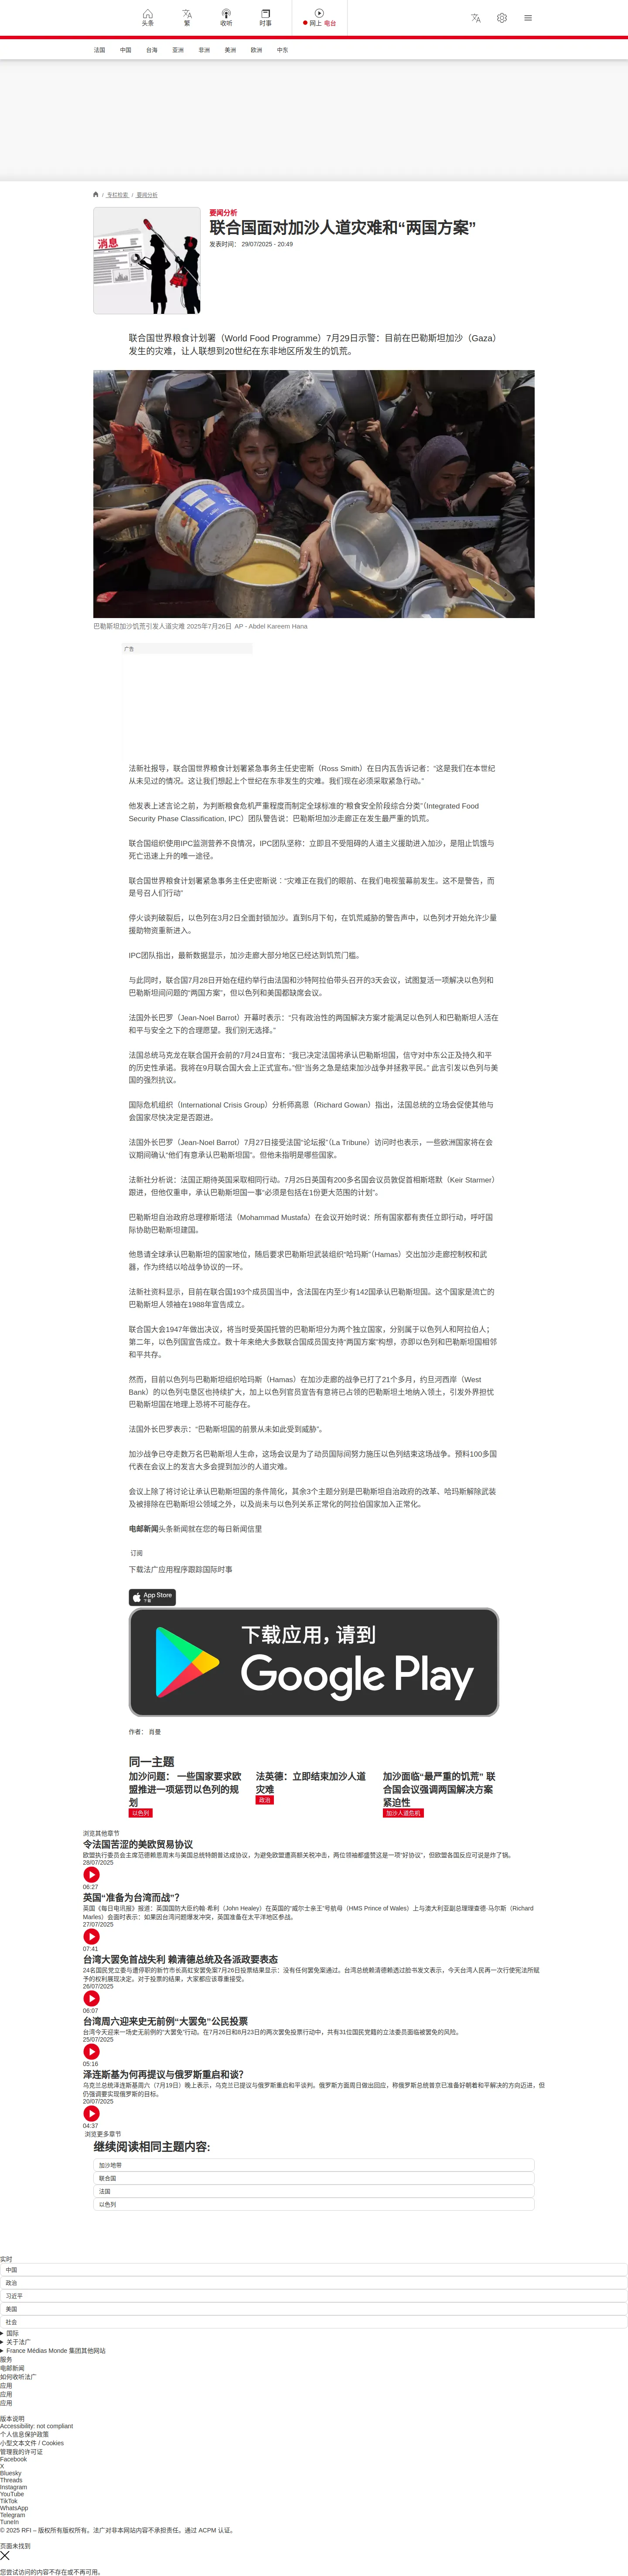 头条
繁
收听
时事
网上 电台
法国
中国
台海
亚洲
非洲
美洲
欧洲
中东
/ 专栏检索 / 要闻分析
消息
要闻分析
联合国面对加沙人道灾难和“两国方案”
发表时间： 29/07/2025 - 20:49
联合国世界粮食计划署（World Food Programme）7月29日示警：目前在巴勒斯坦加沙（Gaza）
发生的灾难，让人联想到20世纪在东非地区所发生的饥荒。
巴勒斯坦加沙饥荒引发人道灾难 2025年7月26日 AP - Abdel Kareem Hana
广告
法新社报导，联合国世界粮食计划署紧急事务主任史密斯（Ross Smith）在日内瓦告诉记者：“这是我们在本世纪
从未见过的情况。这让我们想起上个世纪在东非发生的灾难。我们现在必须采取紧急行动。”
他发表上述言论之前，为判断粮食危机严重程度而制定全球标准的“粮食安全阶段综合分类”（Integrated Food
Security Phase Classification, IPC）团队警告说：巴勒斯坦加沙走廊正在发生最严重的饥荒。
联合国组织使用IPC监测营养不良情况，IPC团队坚称：立即且不受阻碍的人道主义援助进入加沙，是阻止饥饿与
死亡迅速上升的唯一途径。
联合国世界粮食计划署紧急事务主任史密斯说∶“灾难正在我们的眼前、在我们电视萤幕前发生。这不是警告，而
是号召人们行动”
停火谈判破裂后，以色列在3月2日全面封锁加沙。直到5月下旬，在饥荒威胁的警告声中，以色列才开始允许少量
援助物资重新进入。
IPC团队指出，最新数据显示，加沙走廊大部分地区已经达到饥荒门槛。
与此同时，联合国7月28日开始在纽约举行由法国和沙特阿拉伯带头召开的3天会议，试图复活一项解决以色列和
巴勒斯坦间问题的“两国方案”，但以色列和美国都缺席会议。
法国外长巴罗（Jean-Noel Barrot）开幕时表示：“只有政治性的两国解决方案才能满足以色列人和巴勒斯坦人活在
和平与安全之下的合理愿望。我们别无选择。”
法国总统马克龙在联合国开会前的7月24日宣布：“我已决定法国将承认巴勒斯坦国，信守对中东公正及持久和平
的历史性承诺。我将在9月联合国大会上正式宣布。”但“当务之急是结束加沙战争并拯救平民。” 此言引发以色列与美
国的强烈抗议。
国际危机组织（International Crisis Group）分析师高恩（Richard Gowan）指出，法国总统的立场会促使其他与
会国家尽快决定是否跟进。
法国外长巴罗（Jean-Noel Barrot）7月27日接受法国“论坛报”（La Tribune）访问时也表示，一些欧洲国家将在会
议期间确认“他们有意承认巴勒斯坦国”。但他未指明是哪些国家。
法新社分析说：法国正期待英国采取相同行动。7月25日英国有200多名国会议员敦促首相斯塔默（Keir Starmer）
跟进，但他仅重申，承认巴勒斯坦国一事“必须是包括在1份更大范围的计划”。
巴勒斯坦自治政府总理穆斯塔法（Mohammad Mustafa）在会议开始时说：所有国家都有责任立即行动，呼吁国
际协助巴勒斯坦建国。
他恳请全球承认巴勒斯坦的国家地位，随后要求巴勒斯坦武装组织“哈玛斯”（Hamas）交出加沙走廊控制权和武
器，作为终结以哈战争协议的一环。
法新社资料显示，目前在联合国193个成员国当中，含法国在内至少有142国承认巴勒斯坦国。这个国家是流亡的
巴勒斯坦人领袖在1988年宣告成立。
联合国大会1947年做出决议，将当时受英国托管的巴勒斯坦分为两个独立国家，分别属于以色列人和阿拉伯人；
第二年，以色列国宣告成立。数十年来绝大多数联合国成员国支持“两国方案”构想，亦即以色列和巴勒斯坦国相邻
和平共存。
然而，目前以色列与巴勒斯坦组织哈玛斯（Hamas）在加沙走廊的战争已打了21个多月，约旦河西岸（West
Bank）的以色列屯垦区也持续扩大，加上以色列官员宣告有意将已占领的巴勒斯坦土地纳入领土，引发外界担忧
巴勒斯坦国在地理上恐将不可能存在。
法国外长巴罗表示：“巴勒斯坦国的前景从未如此受到威胁”。
加沙战争已夺走数万名巴勒斯坦人生命，这场会议是为了动员国际间努力施压以色列结束这场战争。预料100多国
代表在会议上的发言大多会提到加沙的人道灾难。
会议上除了将讨论让承认巴勒斯坦国的条件简化，其余3个主题分别是巴勒斯坦自治政府的改革、哈玛斯解除武装
及被排除在巴勒斯坦公领域之外，以及尚未与以色列关系正常化的阿拉伯国家加入正常化。
电邮新闻头条新闻就在您的每日新闻信里
订阅
下载法广应用程序跟踪国际时事
App Store
下载
下载应用，请到
Google Play
作者： 肖曼
同一主题
加沙问题： 一些国家要求欧
盟推进一项惩罚以色列的规
划
以色列
法英德：立即结束加沙人道
灾难
政治
加沙面临“最严重的饥荒” 联
合国会议强调两国解决方案
紧迫性
加沙人道危机
浏览其他章节
令法国苦涩的美欧贸易协议
欧盟执行委员会主席范德赖恩周末与美国总统特朗普达成协议，为避免欧盟遭高额关税冲击，两位领袖都盛赞这是一项“好协议”，但欧盟各国反应可说是炸了锅。
28/07/2025
06:27
英国“准备为台湾而战”？
英国《每日电讯报》报道：英国国防大臣约翰·希利（John Healey）在英国的“威尔士亲王”号航母（HMS Prince of Wales）上与澳大利亚副总理理查德·马尔斯（Richard
Marles）会面时表示：如果因台湾问题爆发冲突，英国准备在太平洋地区参战。
27/07/2025
07:41
台湾大罢免首战失利 赖清德总统及各派政要表态
24名国民党立委与遭停职的新竹市长高虹安罢免案7月26日投票结果显示：没有任何罢免案通过。台湾总统赖清德赖透过脸书发文表示，今天台湾人民再一次行使宪法所赋
予的权利展现决定，对于投票的结果，大家都应该尊重接受。
26/07/2025
06:07
台湾周六迎来史无前例“大罢免”公民投票
台湾今天迎来一场史无前例的“大罢免”行动。在7月26日和8月23日的两次罢免投票行动中，共有31位国民党籍的立法委员面临被罢免的风险。
25/07/2025
05:16
泽连斯基为何再提议与俄罗斯重启和谈?
乌克兰总统泽连斯基周六（7月19日）晚上表示，乌克兰已提议与俄罗斯重启和平谈判。俄罗斯方面周日做出回应，称俄罗斯总统普京已准备好朝着和平解决的方向迈进，但
仍强调要实现俄罗斯的目标。
20/07/2025
04:37
浏览更多章节
继续阅读相同主题内容:
加沙地带
联合国
法国
以色列
实时
中国
政治
习近平
美国
社会
国际
关于法广
France Médias Monde 集团其他网站
服务
电邮新闻
如何收听法广
应用
应用
应用
版本说明
Accessibility: not compliant
个人信息保护政策
小型文本文件 / Cookies
管理我的许可证
Facebook
X
Bluesky
Threads
Instagram
YouTube
TikTok
WhatsApp
Telegram
TuneIn
© 2025 RFI – 版权所有版权所有。法广对非本网站内容不承担责任。通过 ACPM 认证。
页面未找到
您尝试访问的内容不存在或不再可用。